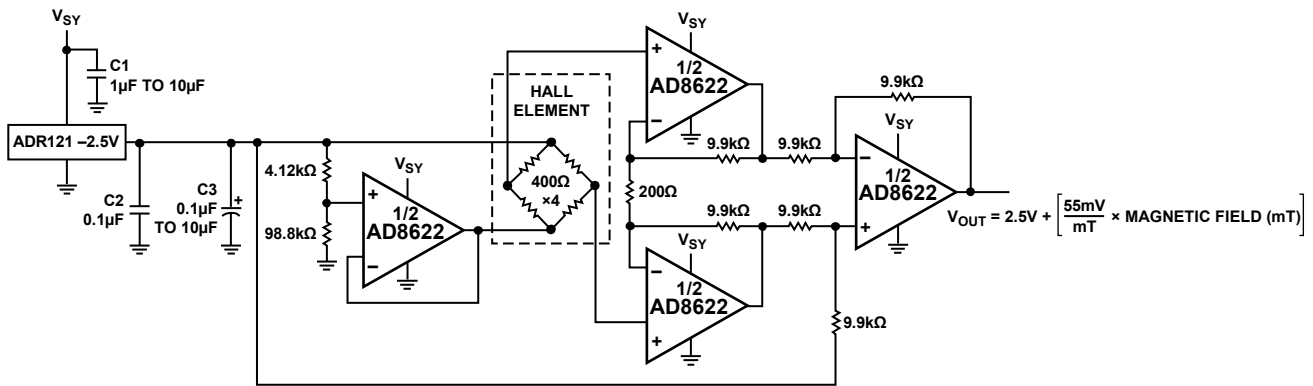 VSY
C1
1µF TO 10µF
ADR121 –2.5V
C2
0.1µF
C3
0.1µF
TO 10µF
+
4.12kΩ
98.8kΩ
VSY
+
1/2
AD8622
–
HALL
ELEMENT
400Ω
×4
VSY
+
1/2
AD8622
–
9.9kΩ
9.9kΩ
200Ω
9.9kΩ
9.9kΩ
VSY
–
1/2
AD8622
+
9.9kΩ
VSY
–
1/2
AD8622
+
9.9kΩ
VOUT = 2.5V + [55mV/mT × MAGNETIC FIELD (mT)]